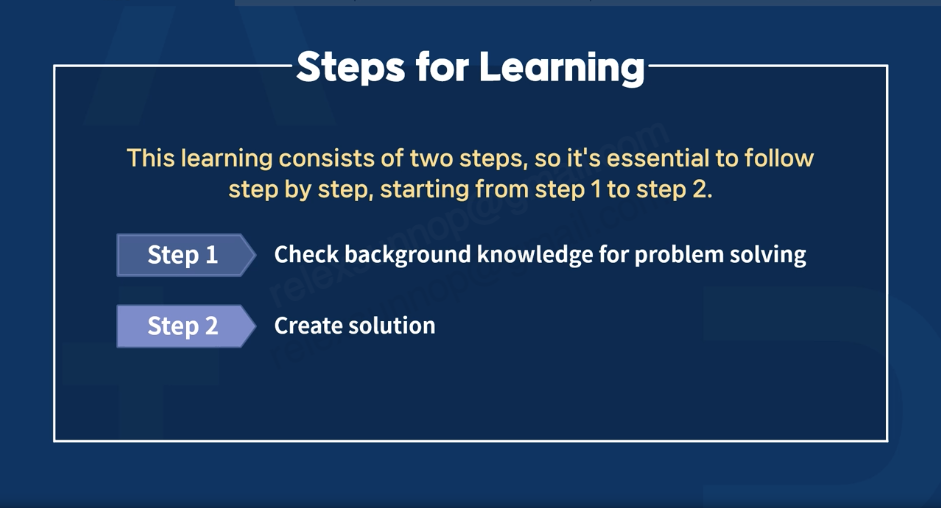 Steps for Learning
This learning consists of two steps, so it's essential to follow
step by step, starting from step 1 to step 2.
Step 1 Check background knowledge for problem solving
Step 2 Create solution